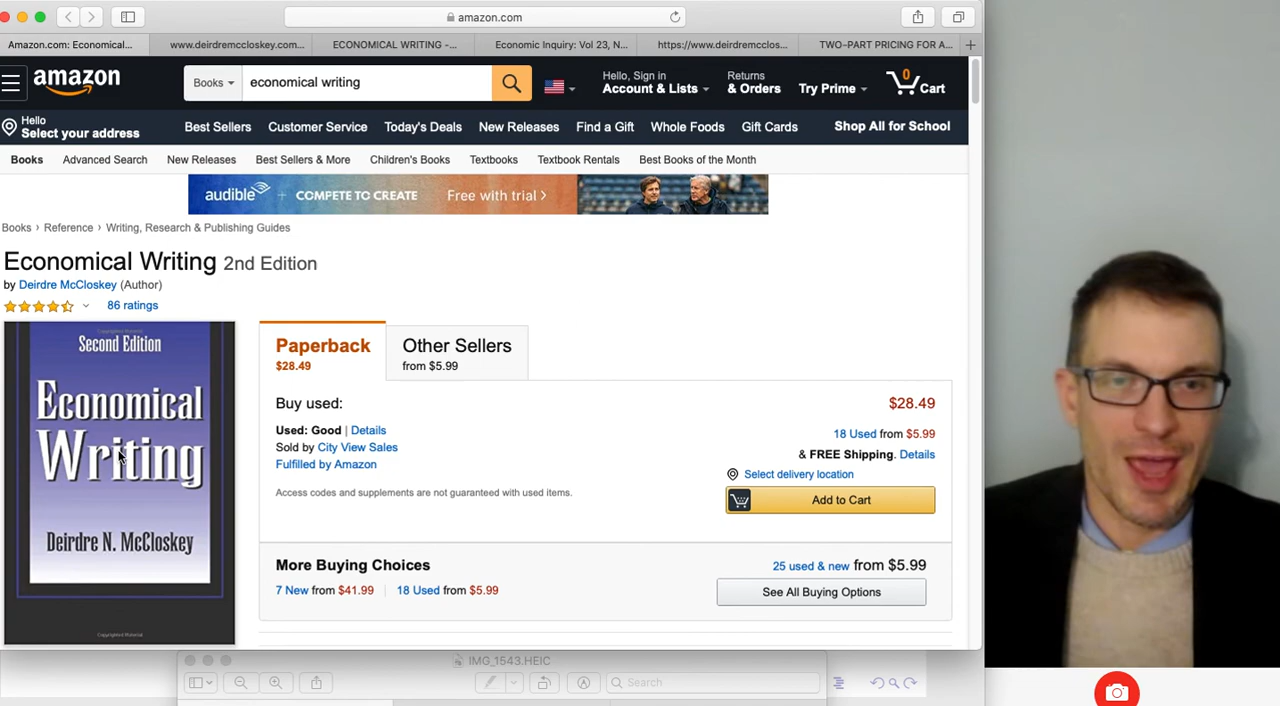 amazon.com
Amazon.com: Economical...
www.deirdremccloskey.com...
ECONOMICAL WRITING -...
Economic Inquiry: Vol 23, N...
https://www.deirdremcclos...
TWO-PART PRICING FOR A...
amazon
Books
economical writing
Hello, Sign in
Account & Lists
Returns
& Orders
Try Prime
0
Cart
Hello
Select your address
Best Sellers
Customer Service
Today's Deals
New Releases
Find a Gift
Whole Foods
Gift Cards
Shop All for School
Books
Advanced Search
New Releases
Best Sellers & More
Children's Books
Textbooks
Textbook Rentals
Best Books of the Month
audible
+
COMPETE TO CREATE
Free with trial >
Books › Reference › Writing, Research & Publishing Guides
Economical Writing 2nd Edition
by Deirdre McCloskey (Author)
86 ratings
Copyrighted Material
Second Edition
Economical
Writing
Deirdre N. McCloskey
Copyrighted Material
Paperback
$28.49
Other Sellers
from $5.99
Buy used:
$28.49
Used: Good | Details
Sold by City View Sales
Fulfilled by Amazon
18 Used from $5.99
& FREE Shipping. Details
Select delivery location
Access codes and supplements are not guaranteed with used items.
Add to Cart
More Buying Choices
25 used & new from $5.99
7 New from $41.99
18 Used from $5.99
See All Buying Options
IMG_1543.HEIC
Search